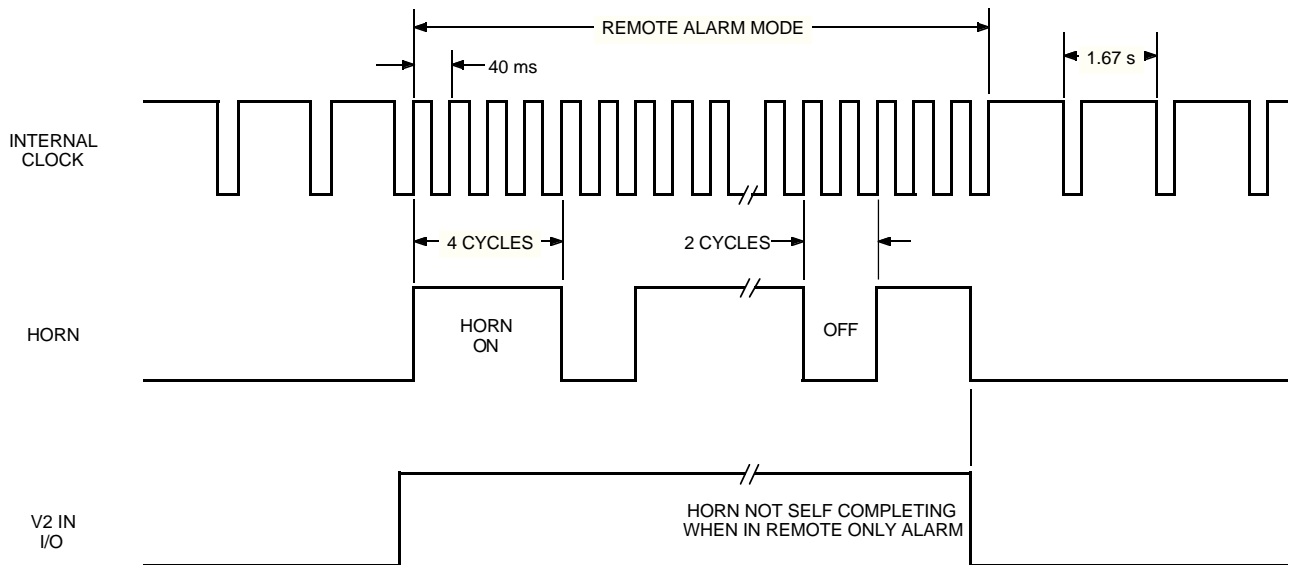 REMOTE ALARM MODE
40 ms
1.67 s
INTERNAL
CLOCK
4 CYCLES
2 CYCLES
HORN
HORN
ON
OFF
V2 IN
I/O
HORN NOT SELF COMPLETING
WHEN IN REMOTE ONLY ALARM